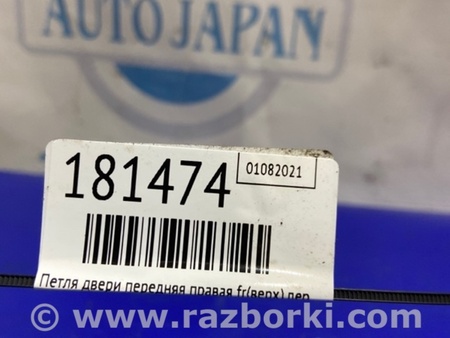 AUTO JAPAN
181474
01082021
Петля двери передняя правая fr(верх) пер
© www.razborki.com